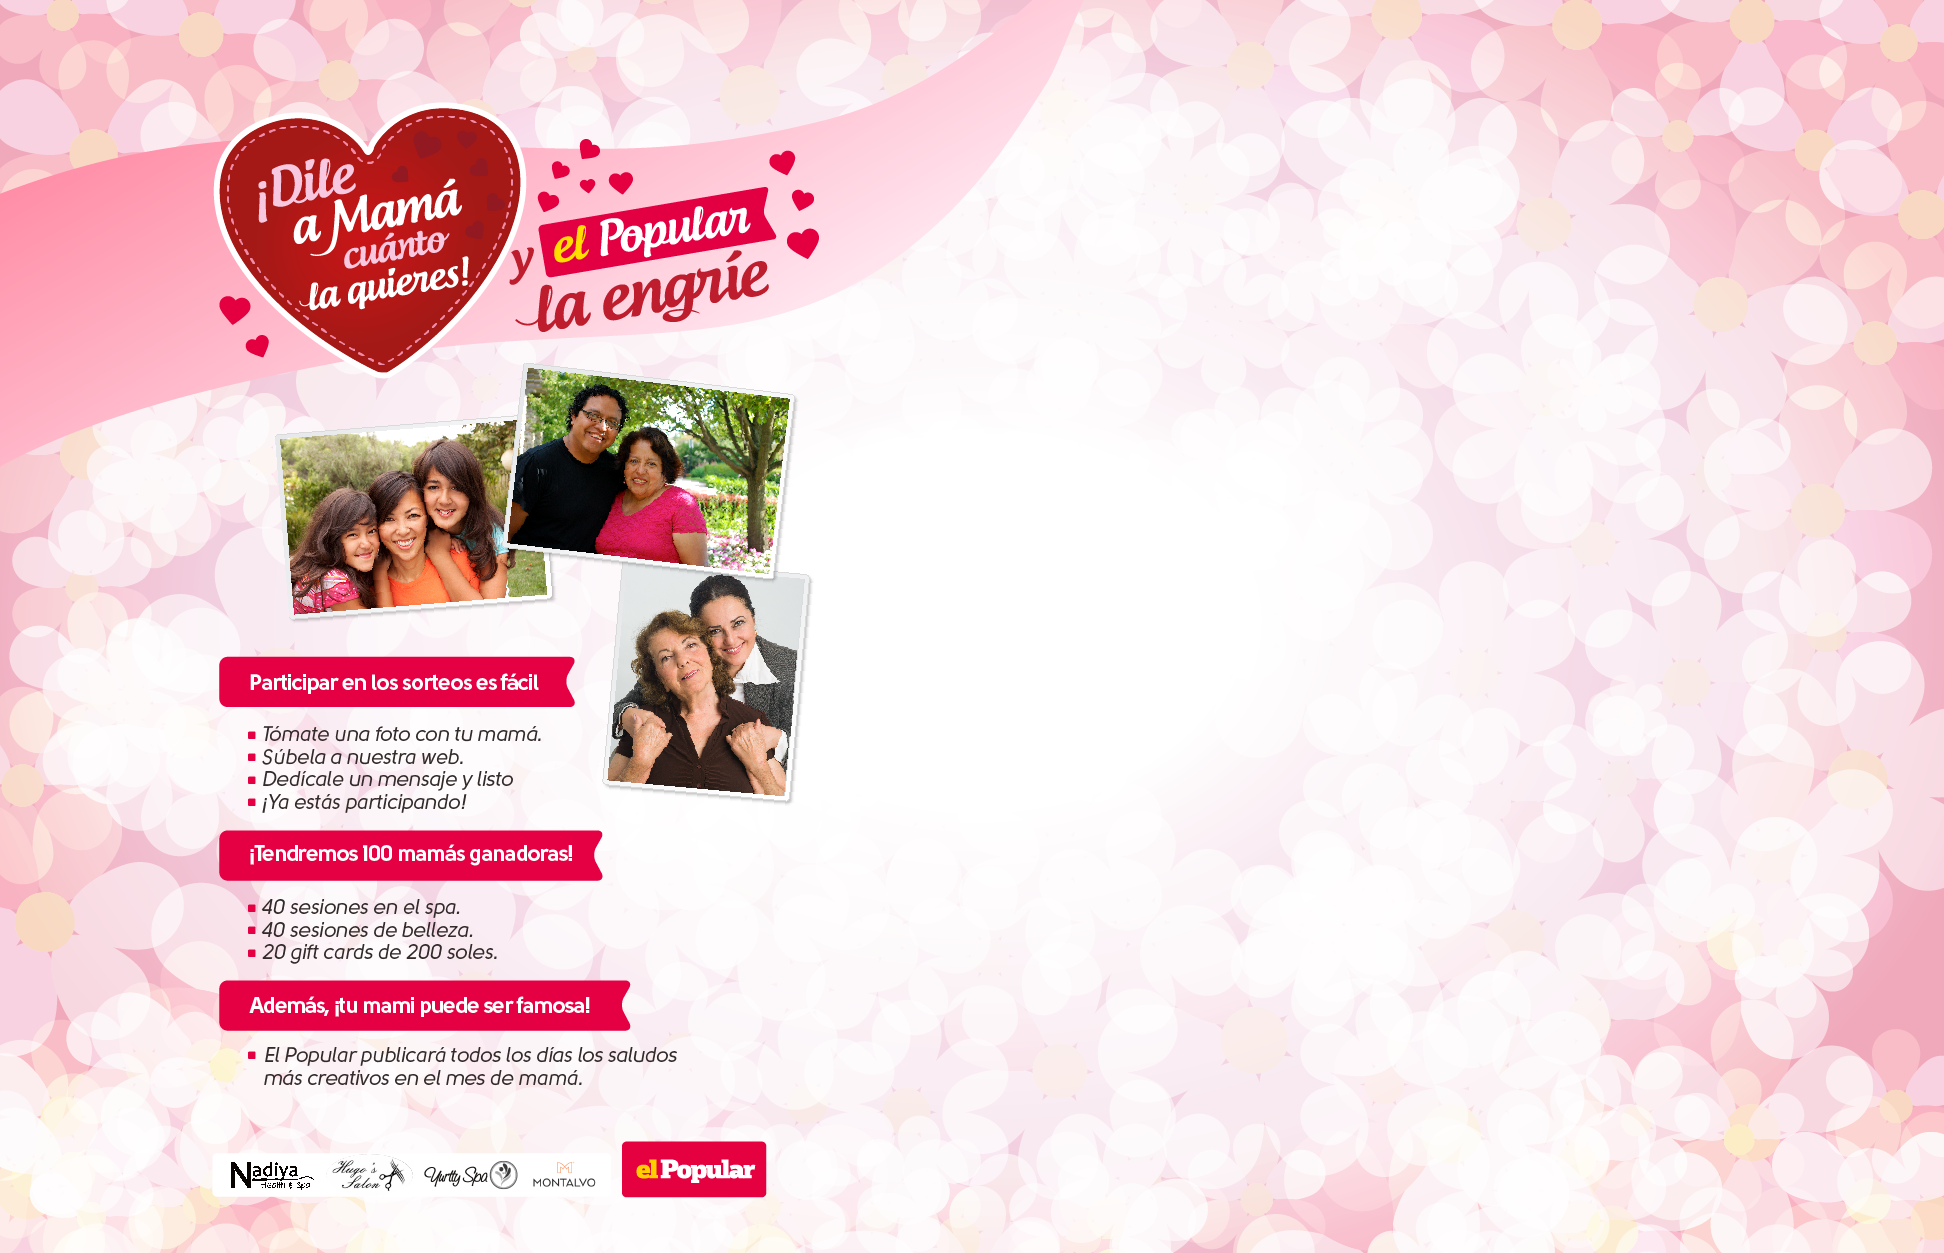 ¡Dile
a Mamá
cuánto
la quieres!
y el Popular
la engríe
Participar en los sorteos es fácil
Tómate una foto con tu mamá.
Súbela a nuestra web.
Dedícale un mensaje y listo
¡Ya estás participando!
¡Tendremos 100 mamás ganadoras!
40 sesiones en el spa.
40 sesiones de belleza.
20 gift cards de 200 soles.
Además, ¡tu mami puede ser famosa!
El Popular publicará todos los días los saludos
más creativos en el mes de mamá.
Nadiya
Health & Spa
Hugo's
Salon
Yurtty Spa
M
MONTALVO
el Popular